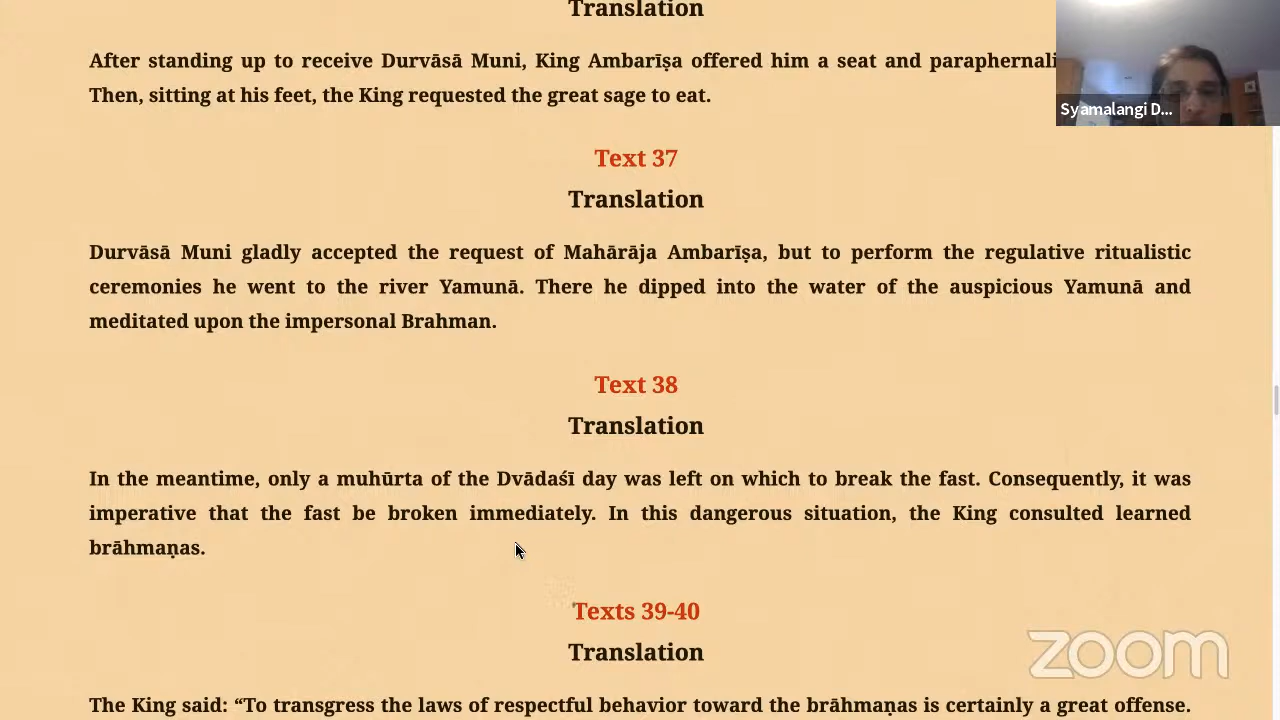 Translation
After standing up to receive Durvāsā Muni, King Ambarīṣa offered him a seat and paraphernali
Then, sitting at his feet, the King requested the great sage to eat.
Syamalangi D...
Text 37
Translation
Durvāsā Muni gladly accepted the request of Mahārāja Ambarīṣa, but to perform the regulative ritualistic
ceremonies he went to the river Yamunā. There he dipped into the water of the auspicious Yamunā and
meditated upon the impersonal Brahman.
Text 38
Translation
In the meantime, only a muhūrta of the Dvādaśī day was left on which to break the fast. Consequently, it was
imperative that the fast be broken immediately. In this dangerous situation, the King consulted learned
brāhmaṇas.
Texts 39-40
Translation
The King said: “To transgress the laws of respectful behavior toward the brāhmaṇas is certainly a great offense.
zoom